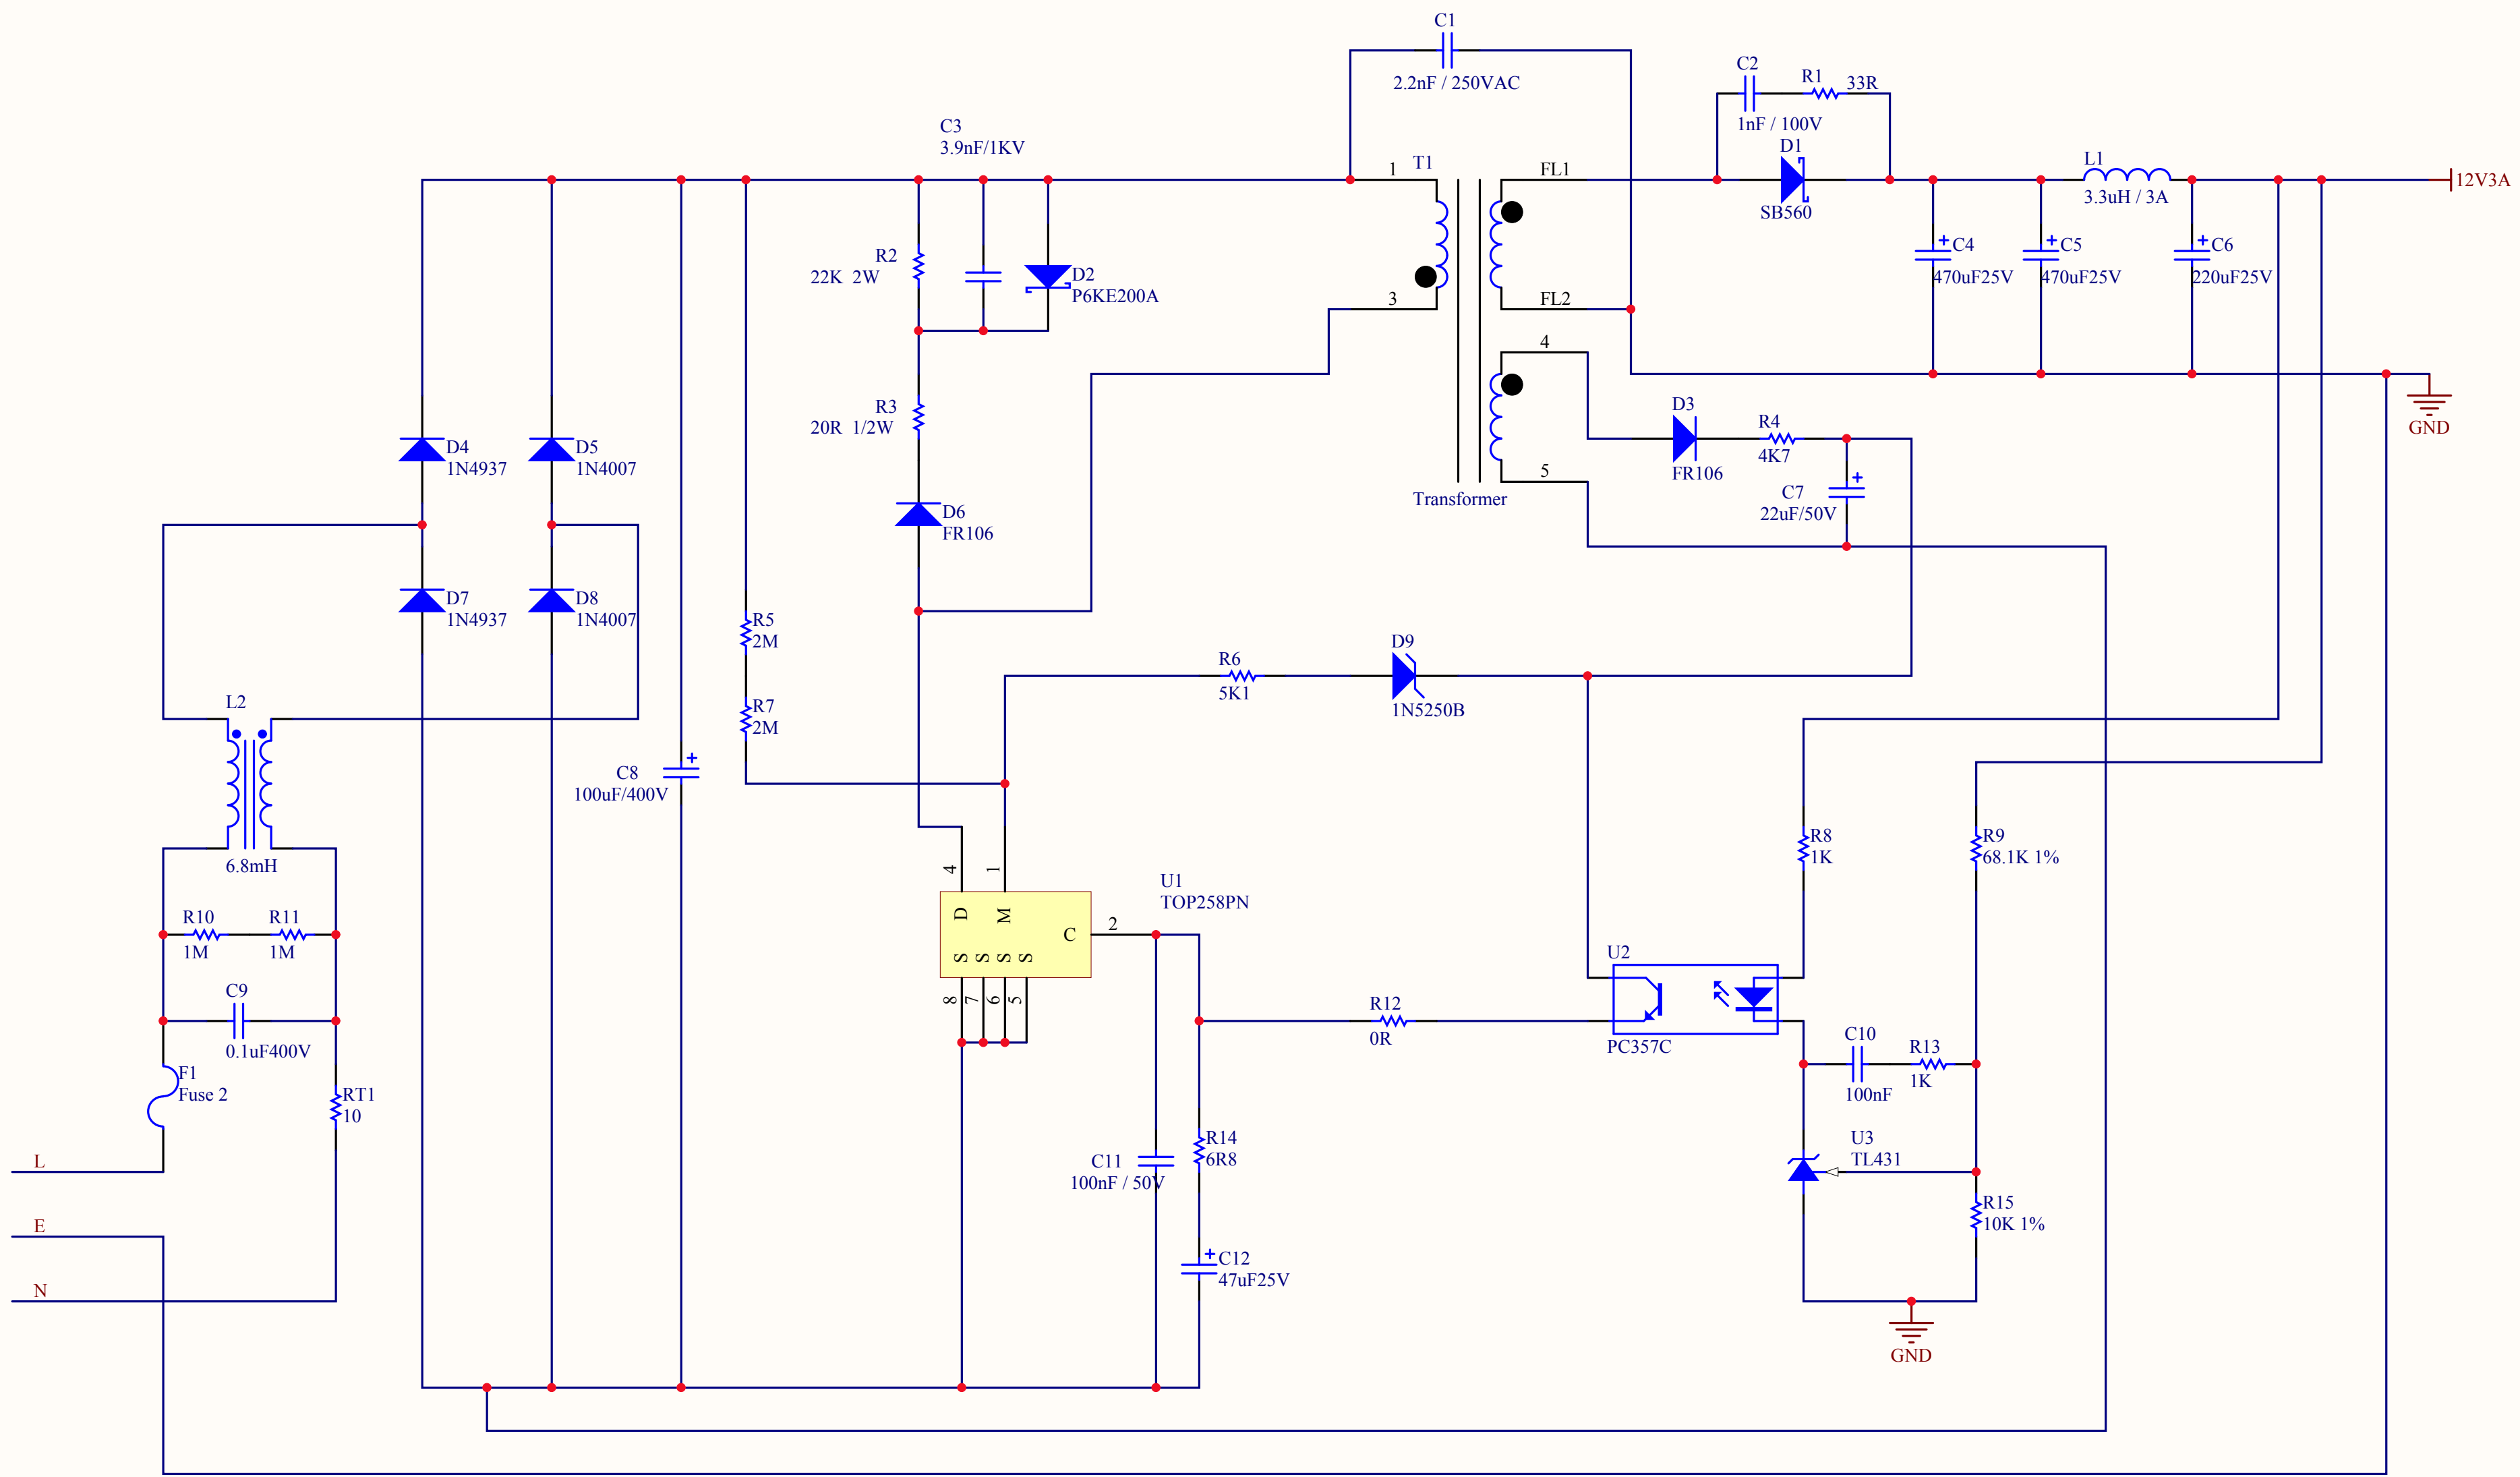 C1
2.2nF / 250VAC
C2
R1
33R
1nF / 100V
D1
SB560
C3
3.9nF/1KV
1
T1
FL1
L1
3.3uH / 3A
12V3A
R2
22K  2W
D2
P6KE200A
3
FL2
C4
470uF25V
C5
470uF25V
C6
220uF25V
4
R3
20R  1/2W
D3
FR106
R4
4K7
GND
D4
1N4937
D5
1N4007
5
Transformer
C7
22uF/50V
D6
FR106
D7
1N4937
D8
1N4007
R5
2M
R6
5K1
D9
1N5250B
L2
R7
2M
C8
100uF/400V
6.8mH
R8
1K
R9
68.1K 1%
4
1
U1
TOP258PN
D
M
C
2
S
S
S
S
8
7
6
5
R10
1M
R11
1M
U2
PC357C
C9
0.1uF400V
R12
0R
C10
100nF
R13
1K
F1
Fuse 2
RT1
10
L
C11
100nF / 50V
R14
6R8
U3
TL431
E
R15
10K 1%
C12
47uF25V
N
GND